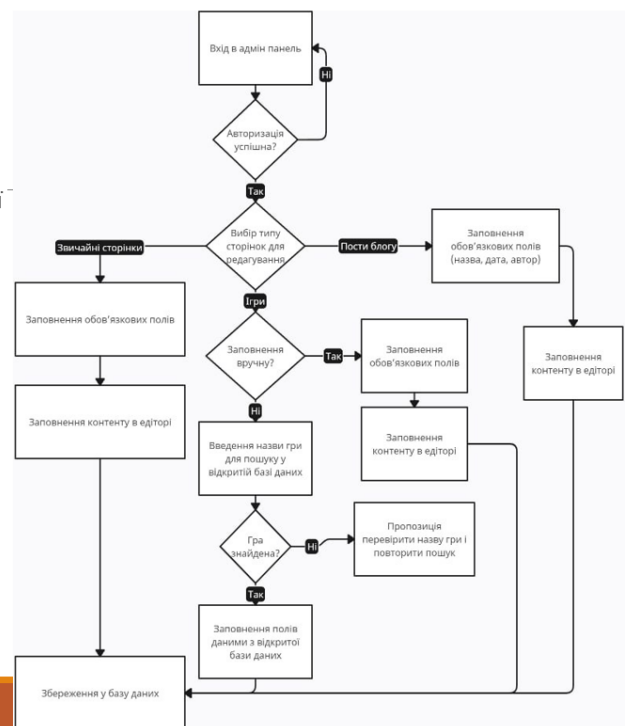 Вхід в адмін панель
Ні
Авторизація
успішна?
Так
Вибір типу
сторінок для
редагування
Звичайні сторінки
Пости блогу
Заповнення
обов'язкових полів
(назва, дата, автор)
Ігри
Заповнення обов'язкових полів
Заповнення
вручну?
Так
Заповнення
обов'язкових полів
Заповнення
контенту в едіторі
Ні
Заповнення контенту в едіторі
Введення назви гри
для пошуку у
відкритій базі даних
Заповнення
контенту в едіторі
Гра
знайдена?
Ні
Пропозиція
перевірити назву гри і
повторити пошук
Так
Заповнення полів
даними з відкритої
бази даних
Збереження у базу даних